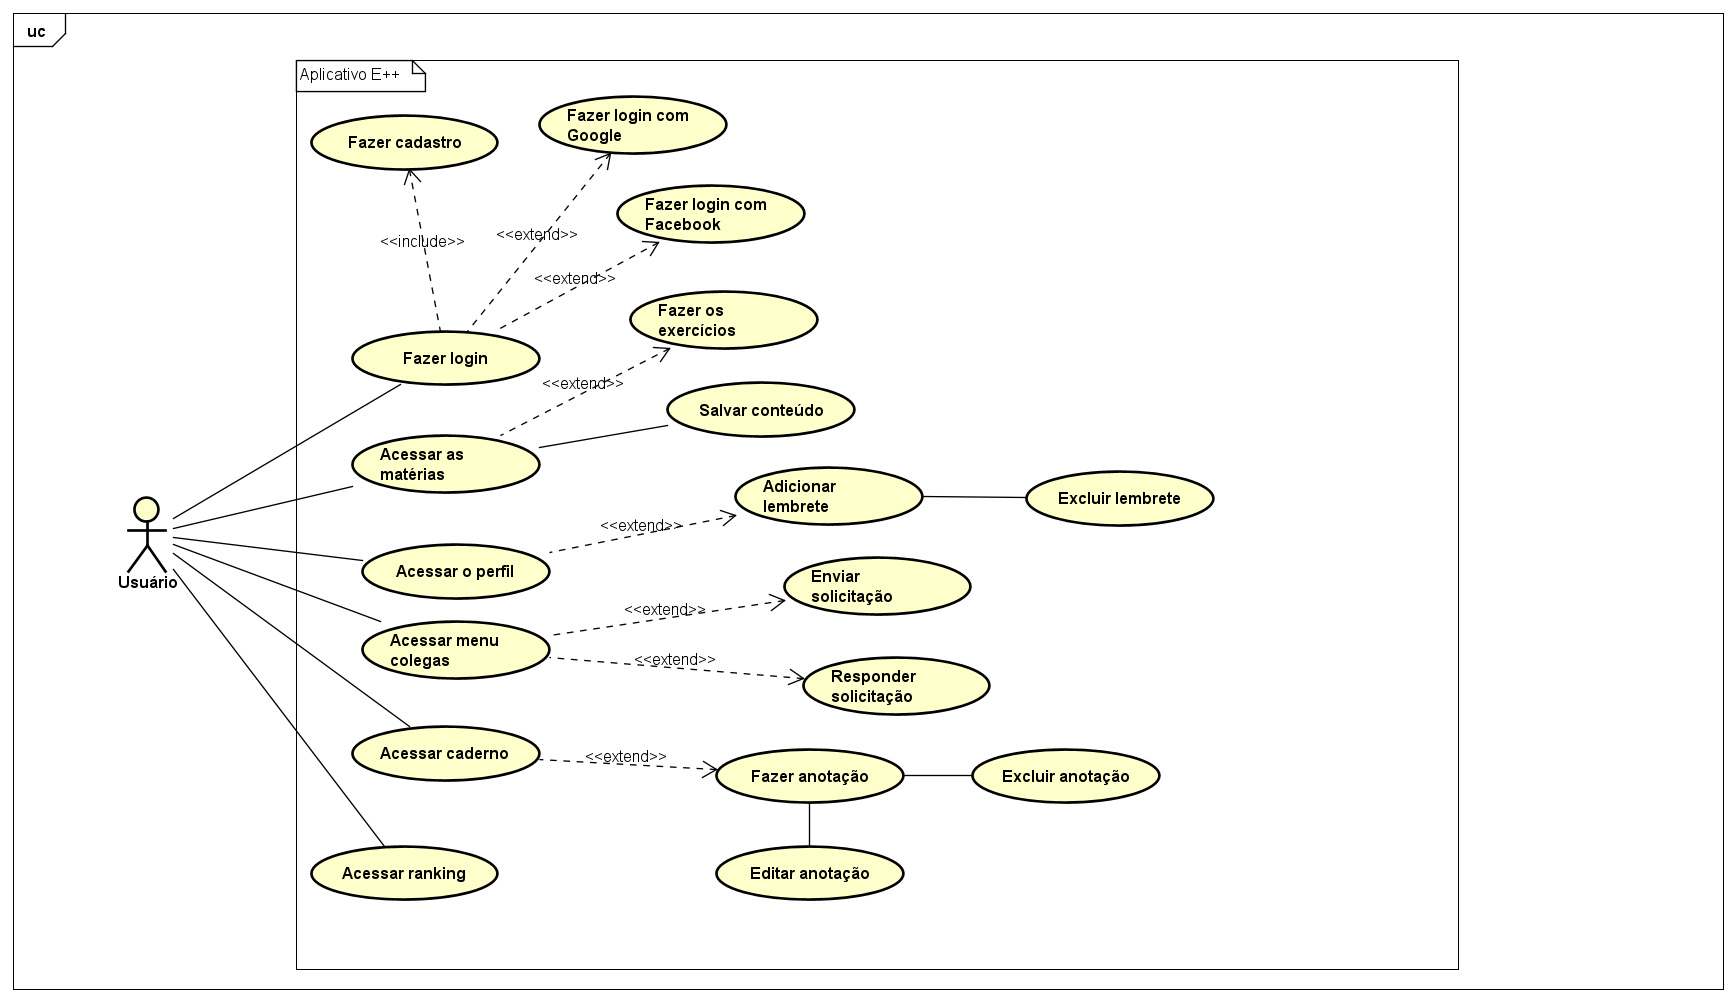 uc
Aplicativo E++
Fazer cadastro
Fazer login com
Google
Fazer login com
Facebook
<<include>>
<<extend>>
<<extend>>
Fazer os
exercícios
Fazer login
<<extend>>
Salvar conteúdo
Acessar as
matérias
Adicionar
lembrete
Excluir lembrete
<<extend>>
Usuário
Acessar o perfil
Enviar
solicitação
<<extend>>
Acessar menu
colegas
<<extend>>
Responder
solicitação
Acessar caderno
<<extend>>
Fazer anotação
Excluir anotação
Acessar ranking
Editar anotação